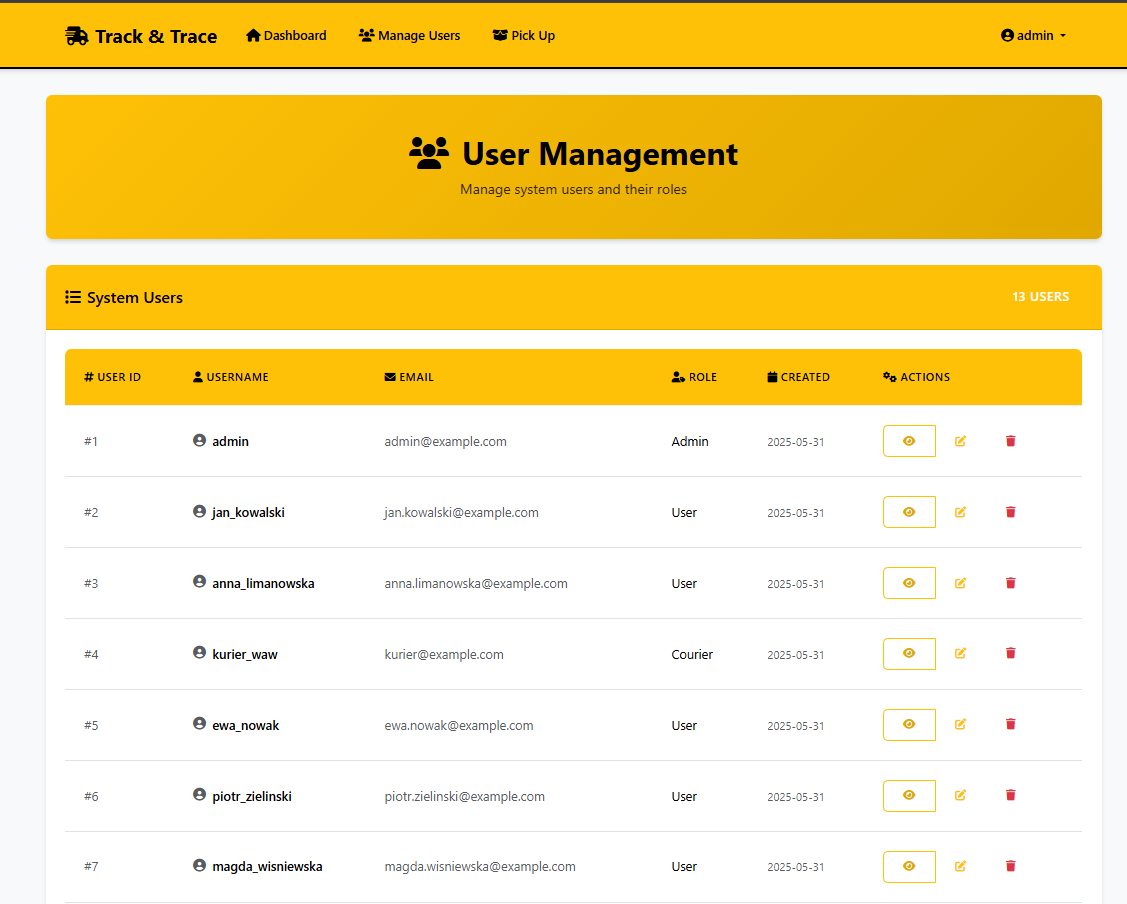 Track & Trace Dashboard Manage Users Pick Up admin
User Management
Manage system users and their roles
System Users 13 USERS
# USER ID USERNAME EMAIL ROLE CREATED ACTIONS
#1 admin admin@example.com Admin 2025-05-31
#2 jan_kowalski jan.kowalski@example.com User 2025-05-31
#3 anna_limanowska anna.limanowska@example.com User 2025-05-31
#4 kurier_waw kurier@example.com Courier 2025-05-31
#5 ewa_nowak ewa.nowak@example.com User 2025-05-31
#6 piotr_zielinski piotr.zielinski@example.com User 2025-05-31
#7 magda_wisniewska magda.wisniewska@example.com User 2025-05-31